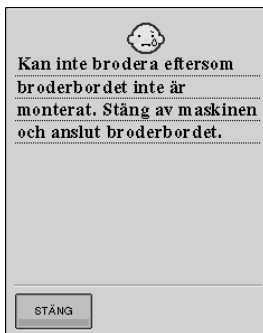 Kan inte brodera eftersom
broderbordet inte är
monterat. Stäng av maskinen
och anslut broderbordet.
STÄNG